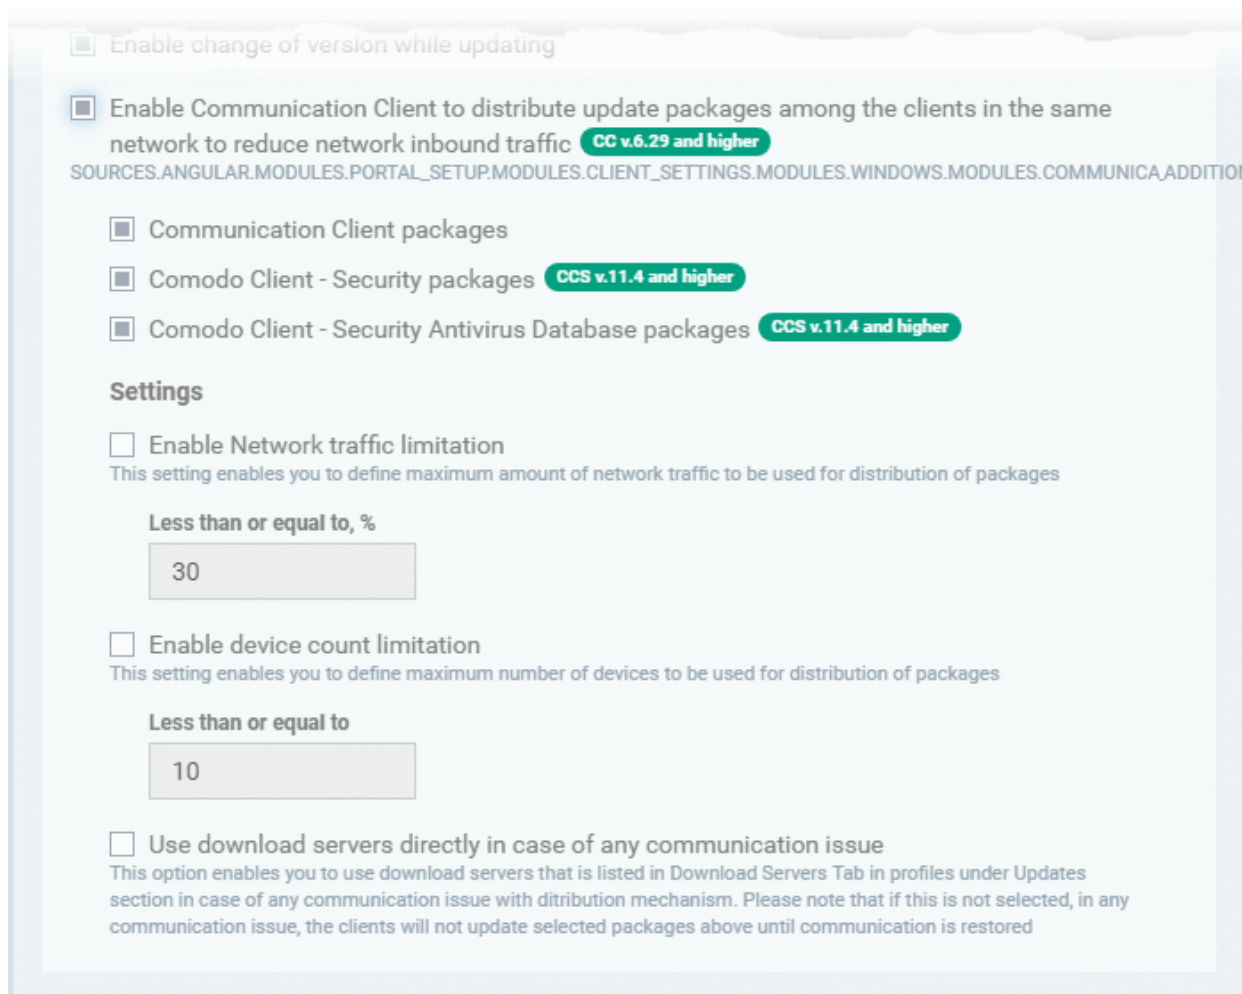 Enable change of version while updating
Enable Communication Client to distribute update packages among the clients in the same
network to reduce network inbound traffic CC v.6.29 and higher
SOURCES.ANGULAR.MODULES.PORTAL_SETUP.MODULES.CLIENT_SETTINGS.MODULES.WINDOWS.MODULES.COMMUNICA,ADDITION
Communication Client packages
Comodo Client - Security packages CCS v.11.4 and higher
Comodo Client - Security Antivirus Database packages CCS v.11.4 and higher
Settings
Enable Network traffic limitation
This setting enables you to define maximum amount of network traffic to be used for distribution of packages
Less than or equal to, %
30
Enable device count limitation
This setting enables you to define maximum number of devices to be used for distribution of packages
Less than or equal to
10
Use download servers directly in case of any communication issue
This option enables you to use download servers that is listed in Download Servers Tab in profiles under Updates
section in case of any communication issue with ditribution mechanism. Please note that if this is not selected, in any
communication issue, the clients will not update selected packages above until communication is restored